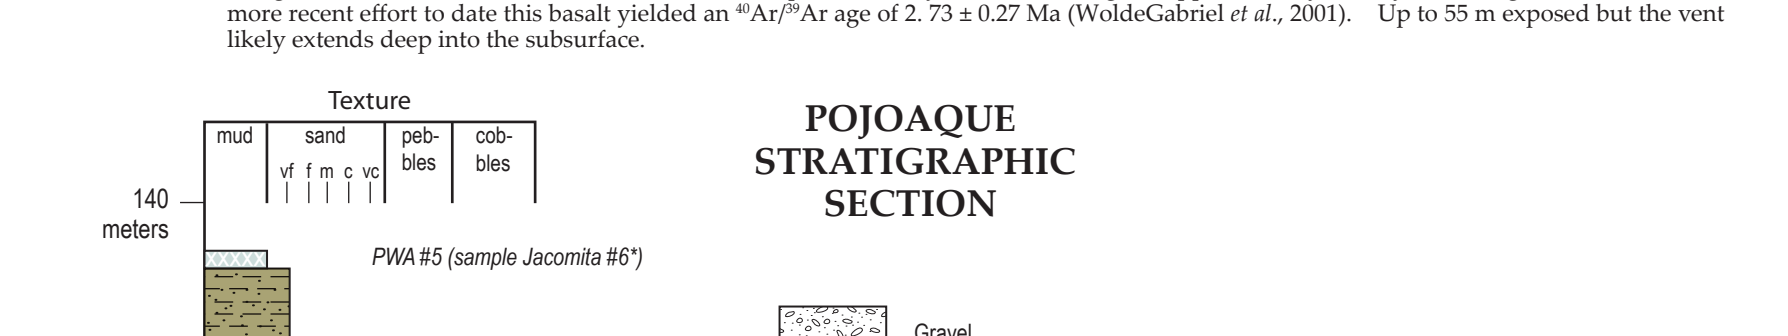 more recent effort to date this basalt yielded an ⁴⁰Ar/³⁹Ar age of 2. 73 ± 0.27 Ma (WoldeGabriel et al., 2001). Up to 55 m exposed but the vent
likely extends deep into the subsurface.
Texture
mud sand peb- cob-
bles bles
vf f m c vc
140
meters
POJOAQUE
STRATIGRAPHIC
SECTION
PWA #5 (sample Jacomita #6*)
XXXXX
Gravel